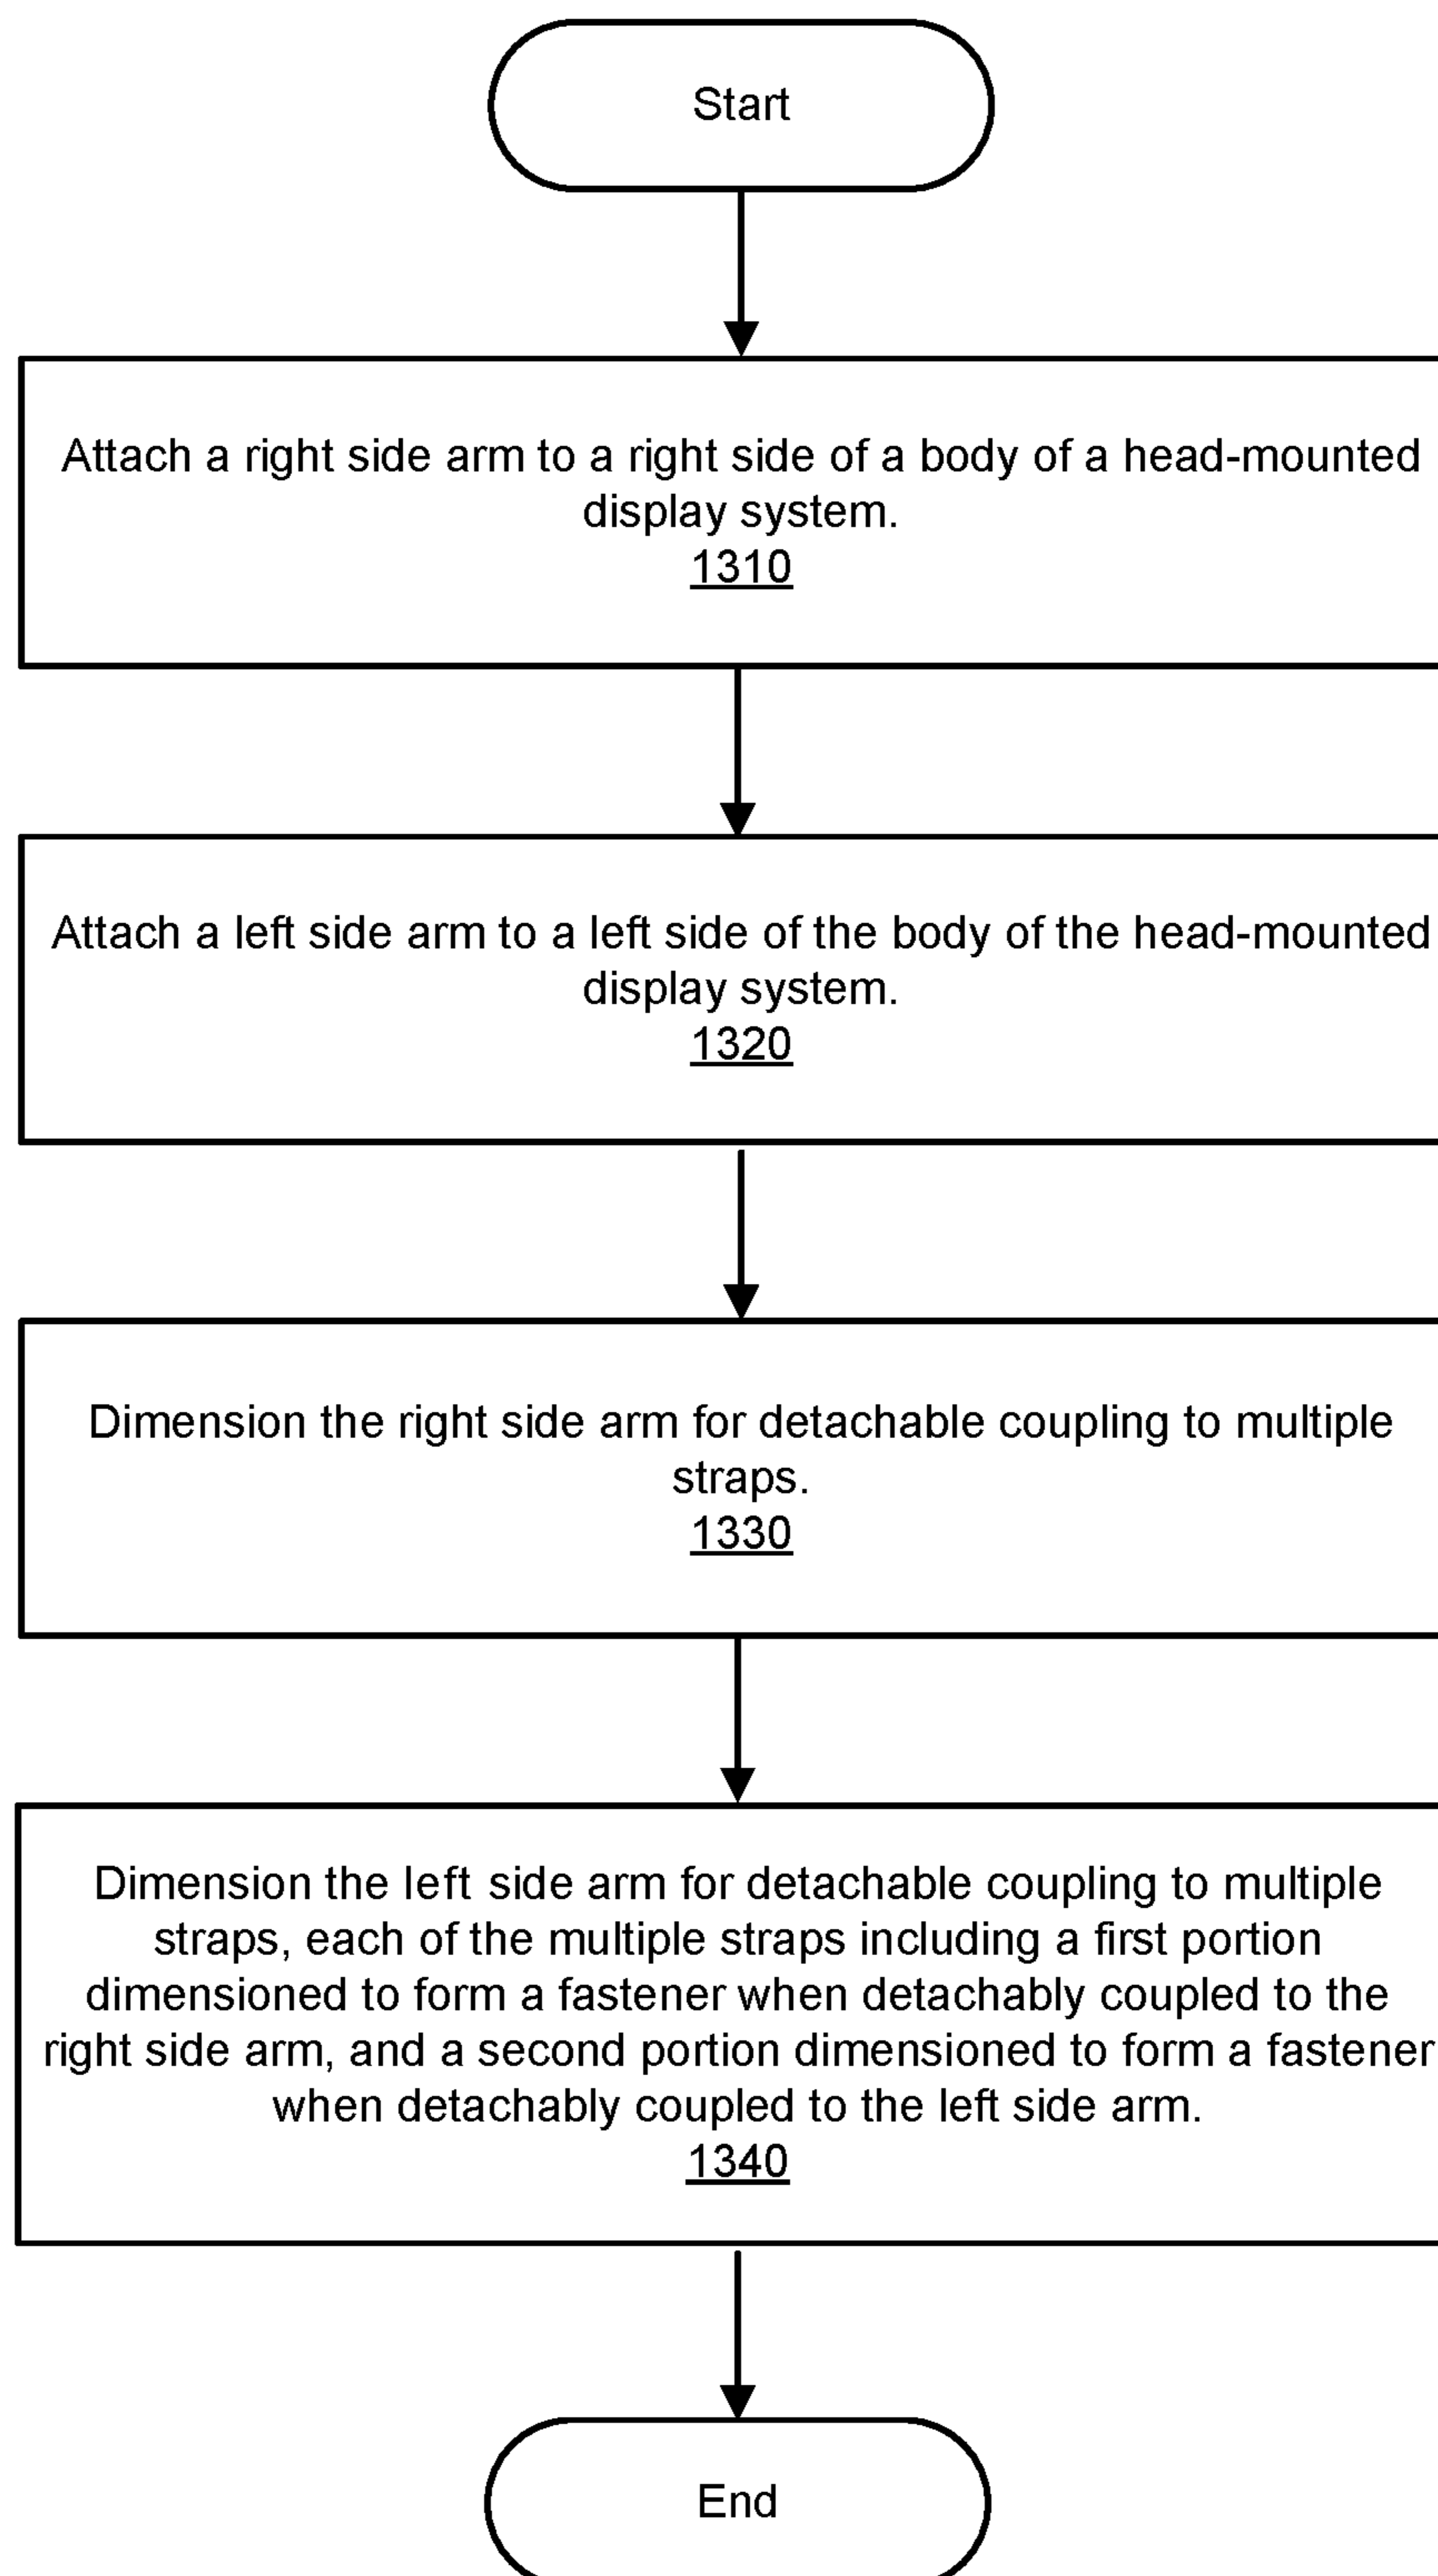 Start
Attach a right side arm to a right side of a body of a head-mounted
display system.
1310
Attach a left side arm to a left side of the body of the head-mounted
display system.
1320
Dimension the right side arm for detachable coupling to multiple
straps.
1330
Dimension the left side arm for detachable coupling to multiple
straps, each of the multiple straps including a first portion
dimensioned to form a fastener when detachably coupled to the
right side arm, and a second portion dimensioned to form a fastener
when detachably coupled to the left side arm.
1340
End